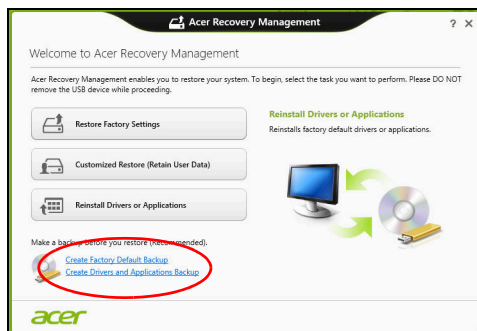 Acer Recovery Management
? ×
Welcome to Acer Recovery Management
Acer Recovery Management enables you to restore your system. To begin, select the task you want to perform. Please DO NOT
remove the USB device while proceeding.
Restore Factory Settings
Customized Restore (Retain User Data)
Reinstall Drivers or Applications
Reinstall Drivers or Applications
Reinstalls factory default drivers or applications.
Make a backup before you restore (Recommended).
Create Factory Default Backup
Create Drivers and Applications Backup
acer